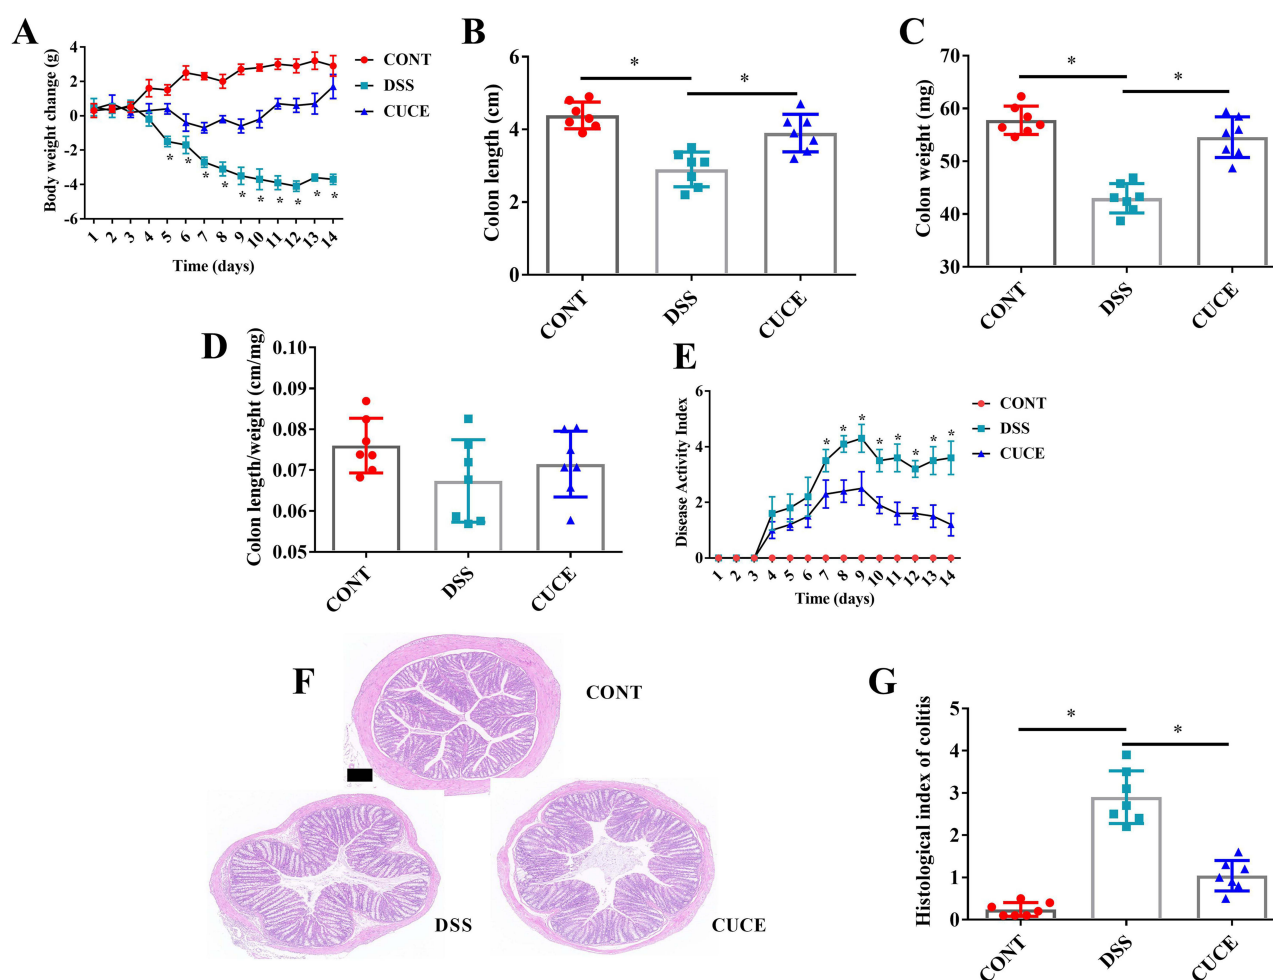 A
Body weight change (g)
4
2
0
-2
-4
-6
* * * * * * * * * *
1 2 3 4 5 6 7 8 9 10 11 12 13 14
Time (days)
CONT
DSS
CUCE
B
Colon length (cm)
6
4
2
0
* *
CONT DSS CUCE
C
Colon weight (mg)
70
60
50
40
30
* *
CONT DSS CUCE
D
Colon length/weight (cm/mg)
0.10
0.09
0.08
0.07
0.06
0.05
CONT DSS CUCE
E
Disease Activity Index
6
4
2
0
* * * * * * * *
1 2 3 4 5 6 7 8 9 10 11 12 13 14
Time (days)
CONT
DSS
CUCE
F
CONT
DSS
CUCE
G
Histological index of colitis
5
4
3
2
1
0
* *
CONT DSS CUCE